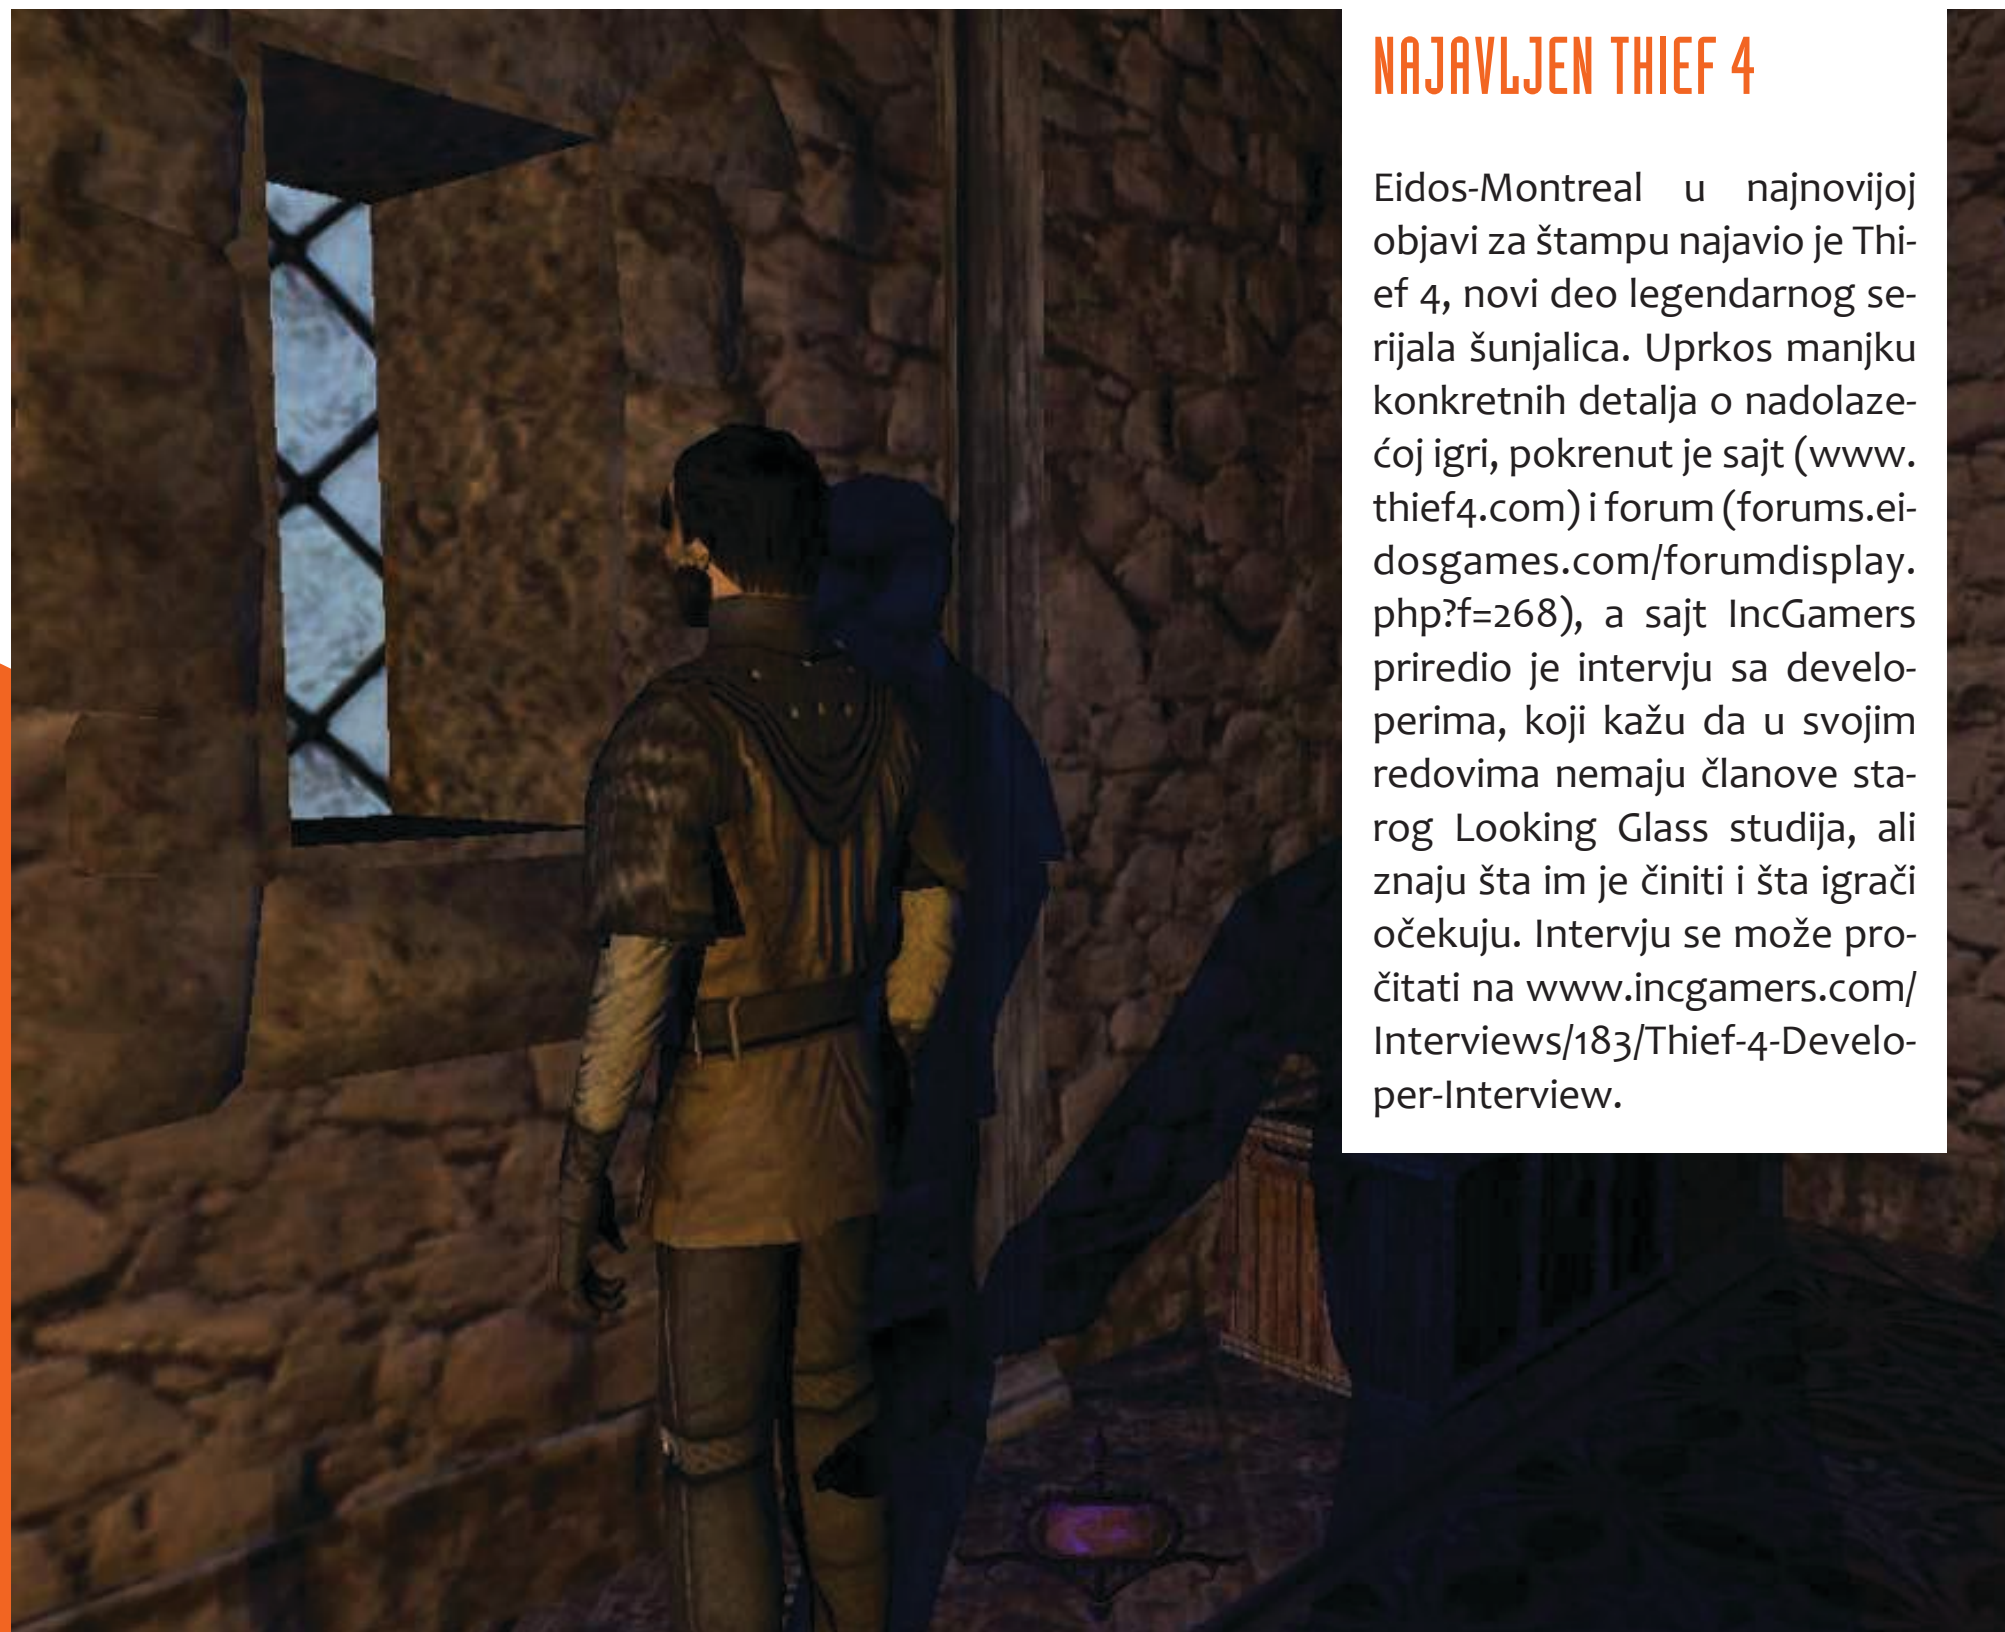 NAJAVLJEN THIEF 4
Eidos-Montreal u najnovijoj
objavi za štampu najavio je Thi-
ef 4, novi deo legendarnog se-
rijala šunjalica. Uprkos manjku
konkretnih detalja o nadolaze-
ćoj igri, pokrenut je sajt (www.
thief4.com) i forum (forums.ei-
dosgames.com/forumdisplay.
php?f=268), a sajt IncGamers
priredio je intervju sa develo-
perima, koji kažu da u svojim
redovima nemaju članove sta-
rog Looking Glass studija, ali
znaju šta im je činiti i šta igrači
očekuju. Intervju se može pro-
čitati na www.incgamers.com/
Interviews/183/Thief-4-Develo-
per-Interview.